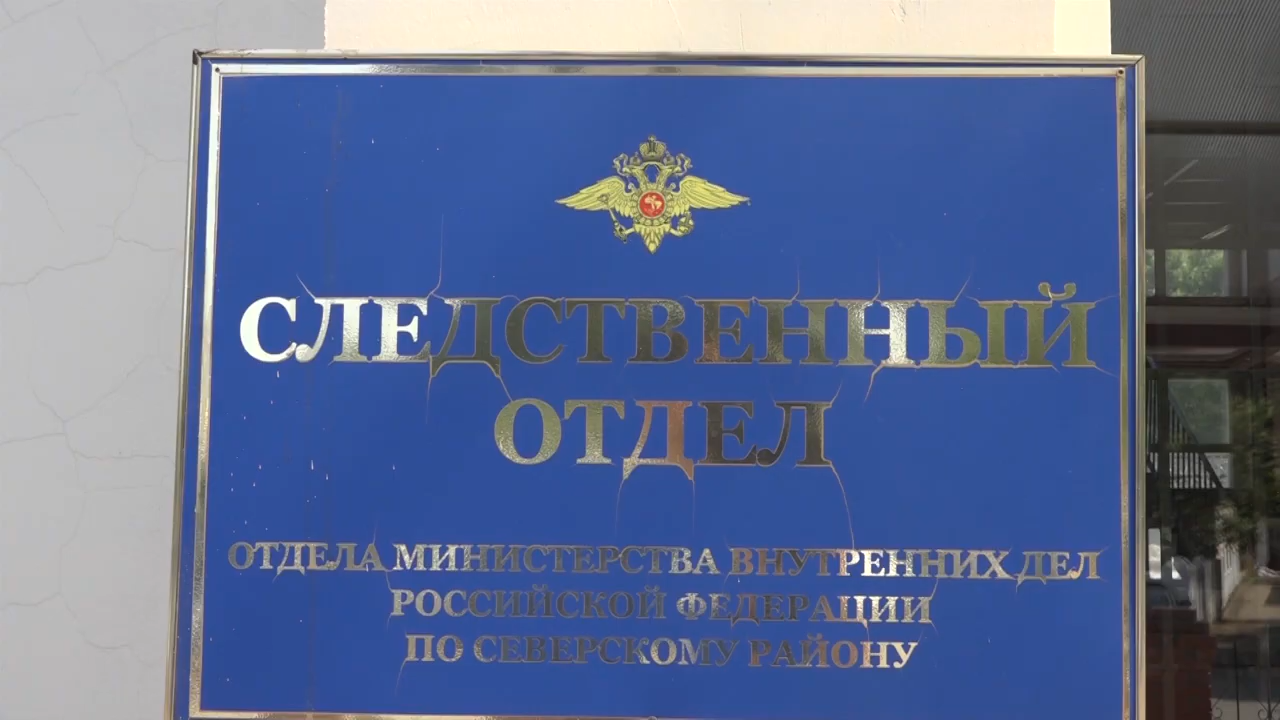 СЛЕДСТВЕННЫЙ
ОТДЕЛ
ОТДЕЛА МИНИСТЕРСТВА ВНУТРЕННИХ ДЕЛ
РОССИЙСКОЙ ФЕДЕРАЦИИ
ПО СЕВЕРСКОМУ РАЙОНУ